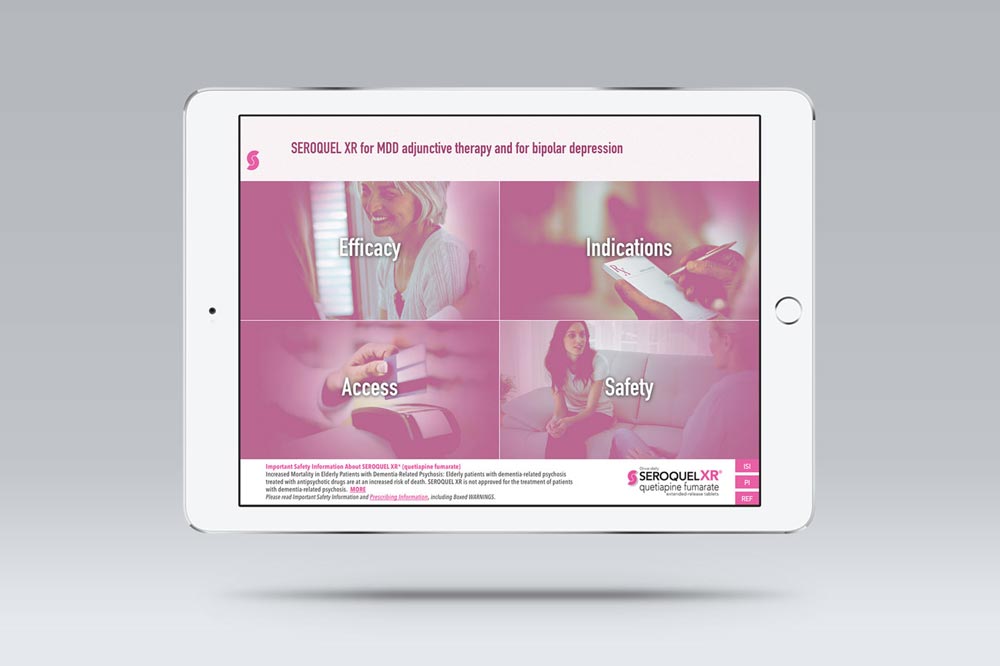 SEROQUEL XR for MDD adjunctive therapy and for bipolar depression
Efficacy
Indications
Access
Safety
Important Safety Information About SEROQUEL XR® (quetiapine fumarate)
Increased Mortality in Elderly Patients with Dementia-Related Psychosis: Elderly patients with dementia-related psychosis
treated with antipsychotic drugs are at an increased risk of death. SEROQUEL XR is not approved for the treatment of patients
with dementia-related psychosis. MORE
Please read Important Safety Information and Prescribing Information, including Boxed WARNINGS.
Once-daily
SEROQUEL XR®
quetiapine fumarate
extended-release tablets
ISI
PI
REF